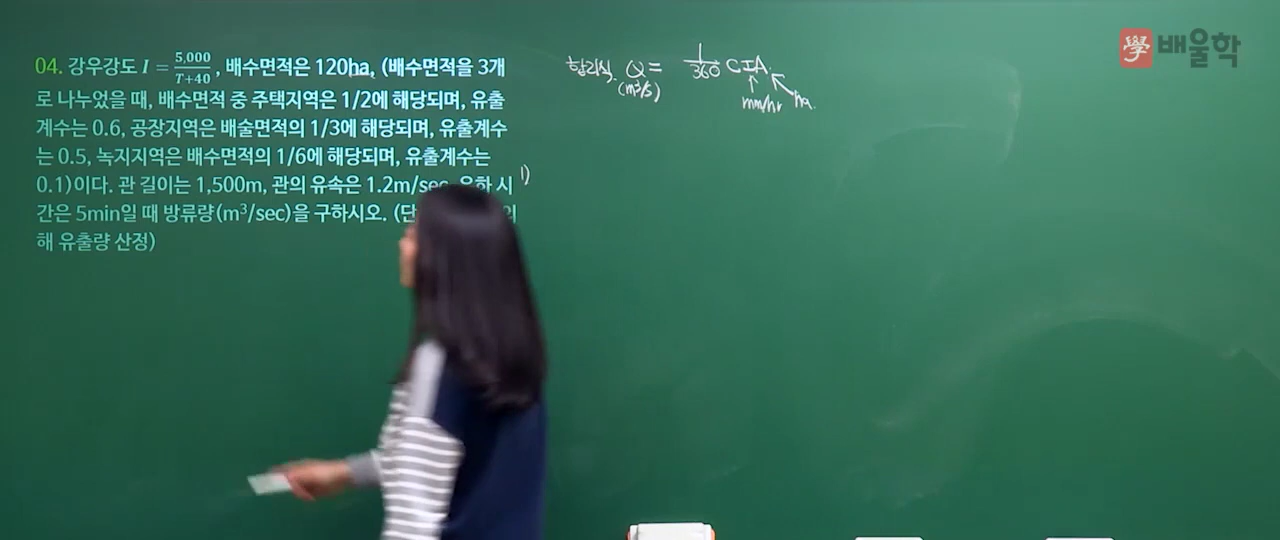 배울학
04. 강우강도 I = 5,000/T+40, 배수면적은 120ha, (배수면적을 3개
로 나누었을 때, 배수면적 중 주택지역은 1/2에 해당되며, 유출
계수는 0.6, 공장지역은 배술면적의 1/3에 해당되며, 유출계수
는 0.5, 녹지지역은 배수면적의 1/6에 해당되며, 유출계수는
0.1)이다. 관 길이는 1,500m, 관의 유속은 1.2m/sec 시
간은 5min일 때 방류량(m³/sec)을 구하시오. (단
해 유출량 산정)
합리식. Q = 1/360 CIA.
(m³/s)
mm/hr ha.
1)